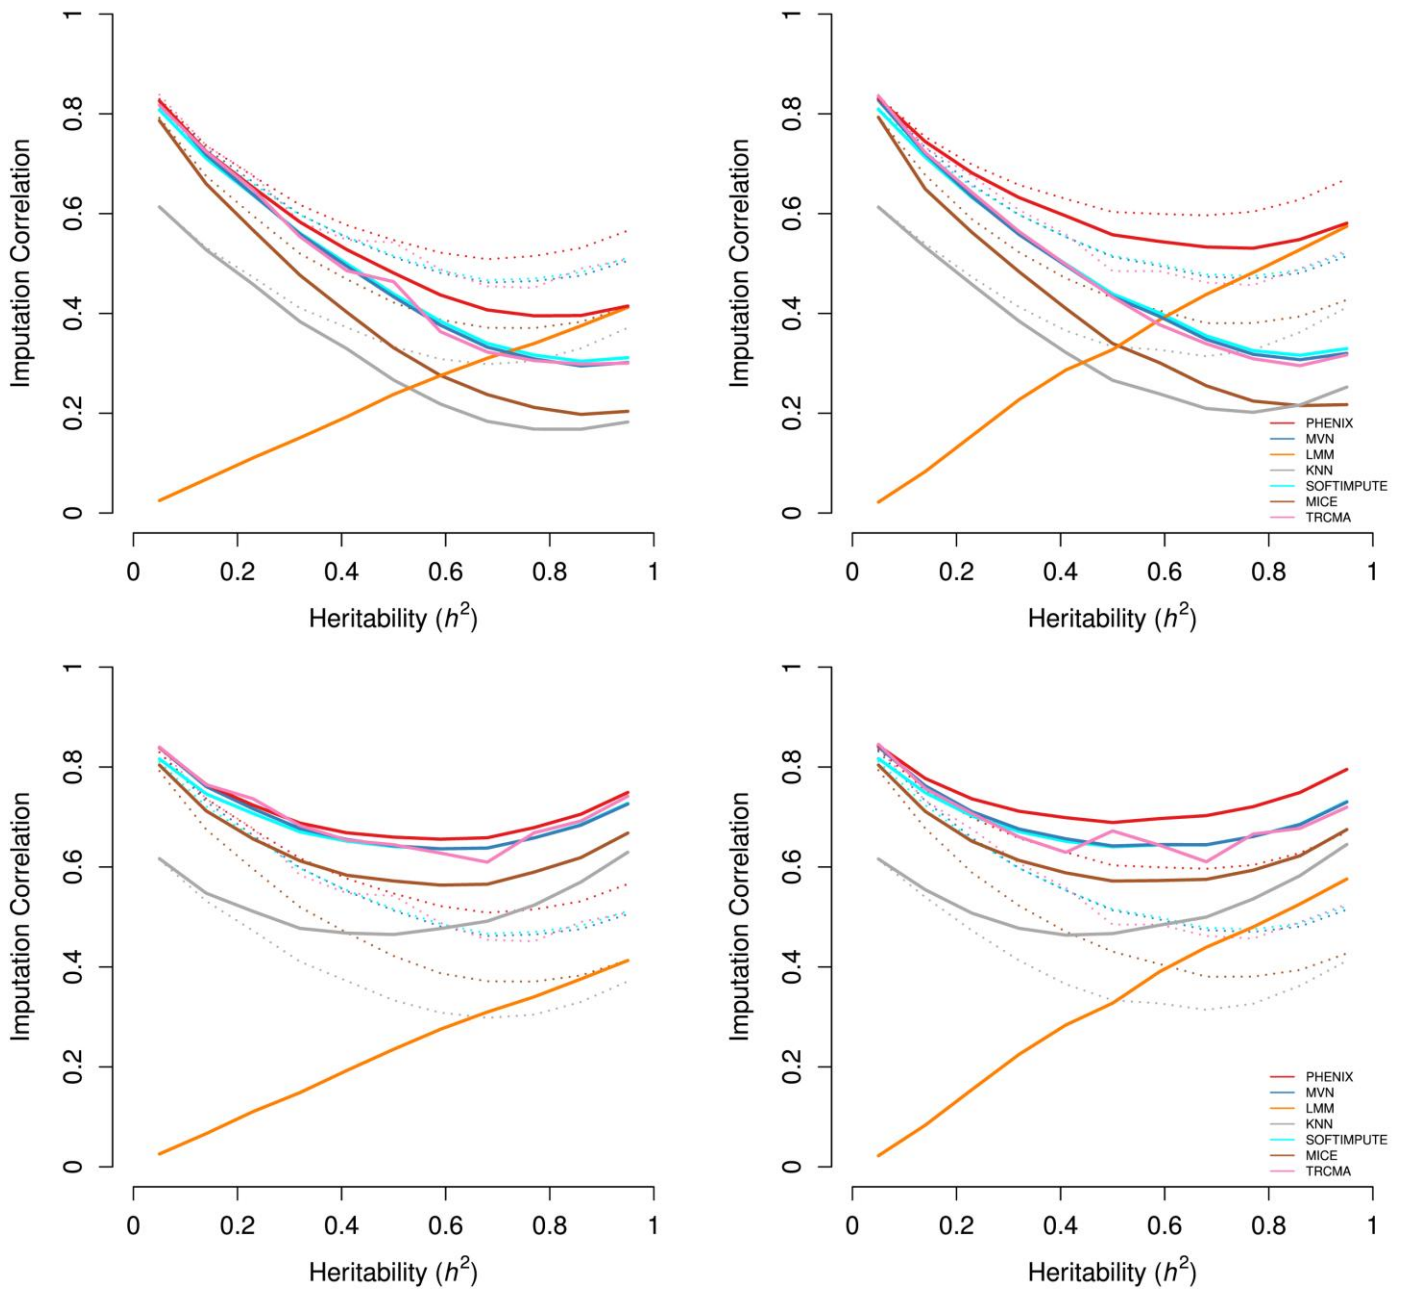 1
0.8
0.6
0.4
0.2
0
Imputation Correlation
0 0.2 0.4 0.6 0.8 1
Heritability (h²)
1
0.8
0.6
0.4
0.2
0
Imputation Correlation
PHENIX
MVN
LMM
KNN
SOFTIMPUTE
MICE
TRCMA
0 0.2 0.4 0.6 0.8 1
Heritability (h²)
1
0.8
0.6
0.4
0.2
0
Imputation Correlation
0 0.2 0.4 0.6 0.8 1
Heritability (h²)
1
0.8
0.6
0.4
0.2
0
Imputation Correlation
PHENIX
MVN
LMM
KNN
SOFTIMPUTE
MICE
TRCMA
0 0.2 0.4 0.6 0.8 1
Heritability (h²)